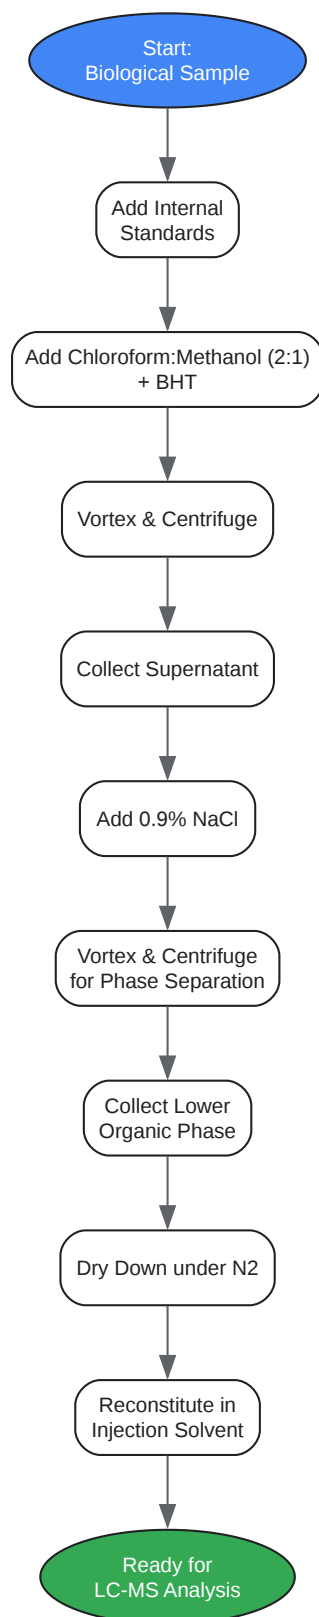 Start:
Biological Sample
Add Internal
Standards
Add Chloroform:Methanol (2:1)
+ BHT
Vortex & Centrifuge
Collect Supernatant
Add 0.9% NaCl
Vortex & Centrifuge
for Phase Separation
Collect Lower
Organic Phase
Dry Down under N2
Reconstitute in
Injection Solvent
Ready for
LC-MS Analysis